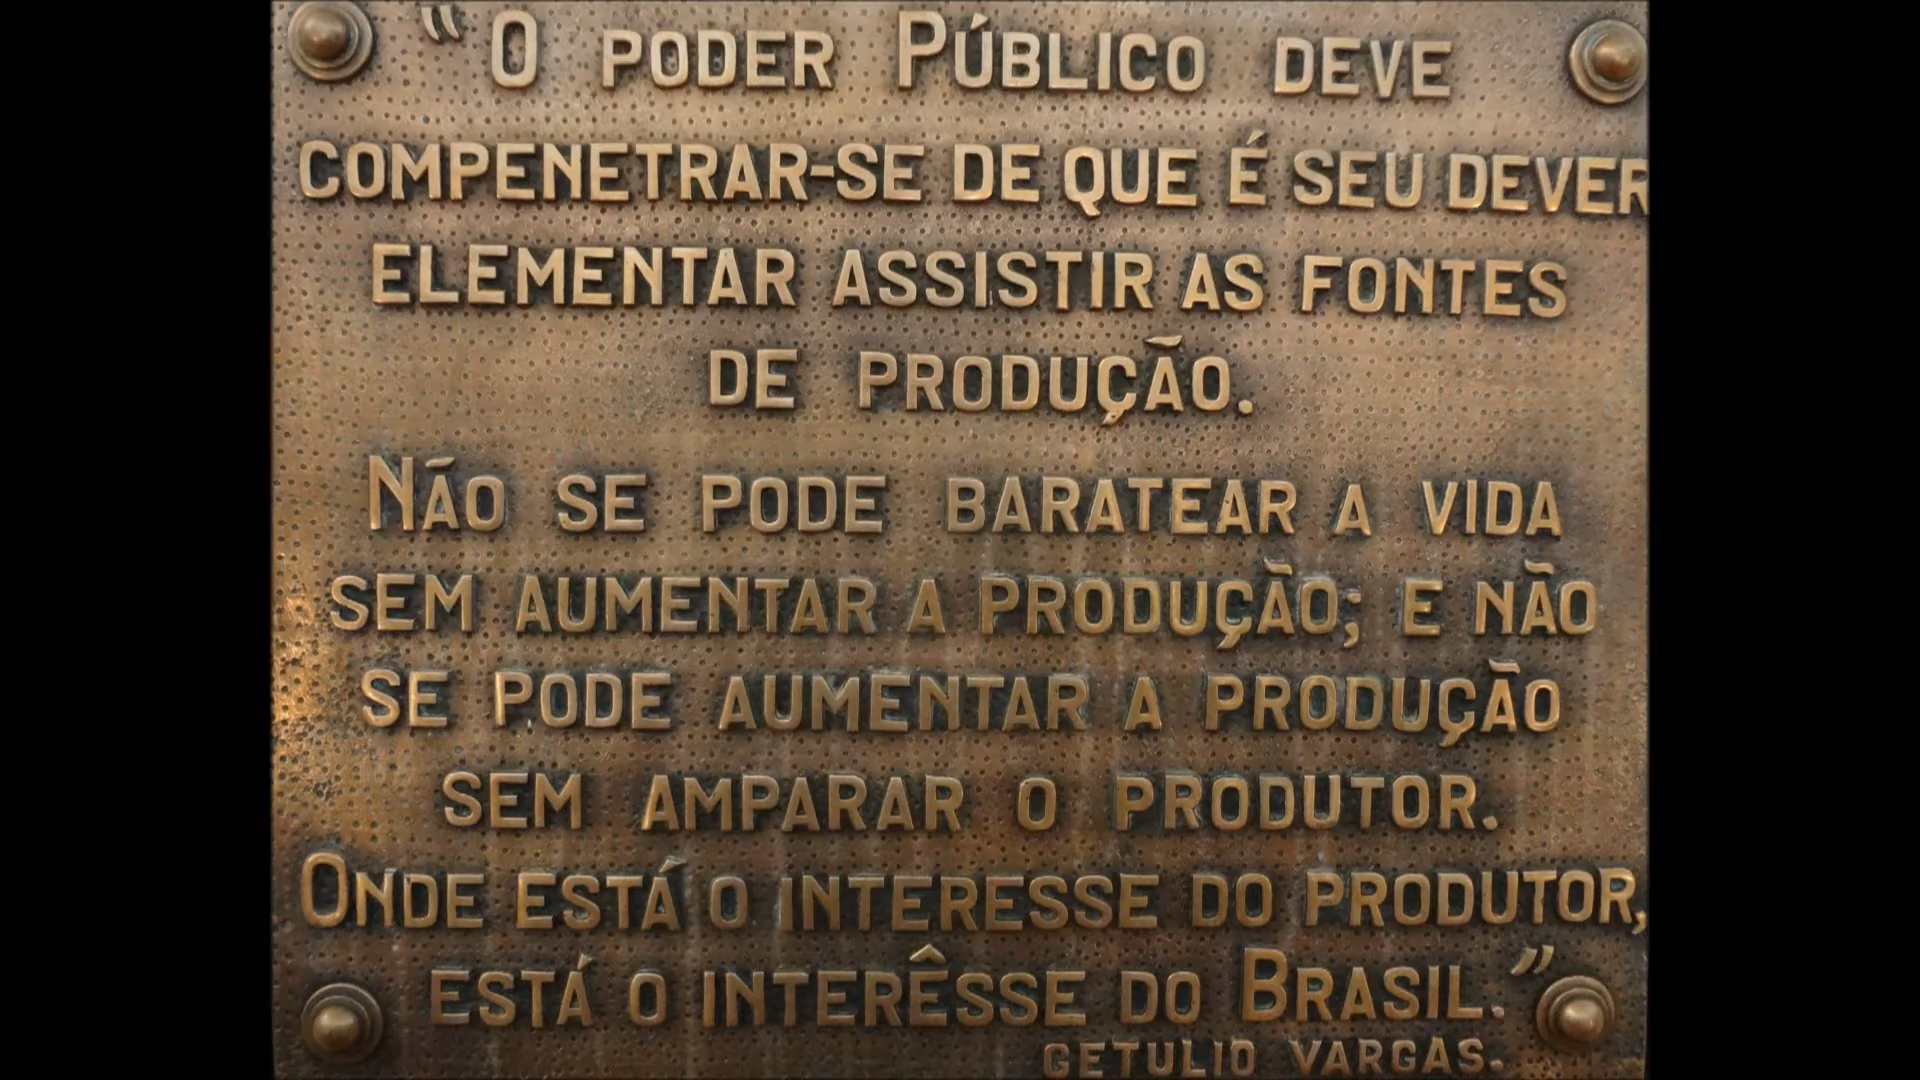 "O PODER PÚBLICO DEVE
COMPENETRAR-SE DE QUE É SEU DEVER
ELEMENTAR ASSISTIR AS FONTES
DE PRODUÇÃO.
NÃO SE PODE BARATEAR A VIDA
SEM AUMENTAR A PRODUÇÃO; E NÃO
SE PODE AUMENTAR A PRODUÇÃO
SEM AMPARAR O PRODUTOR.
ONDE ESTÁ O INTERESSE DO PRODUTOR,
ESTÁ O INTERÊSSE DO BRASIL."
GETULIO VARGAS.